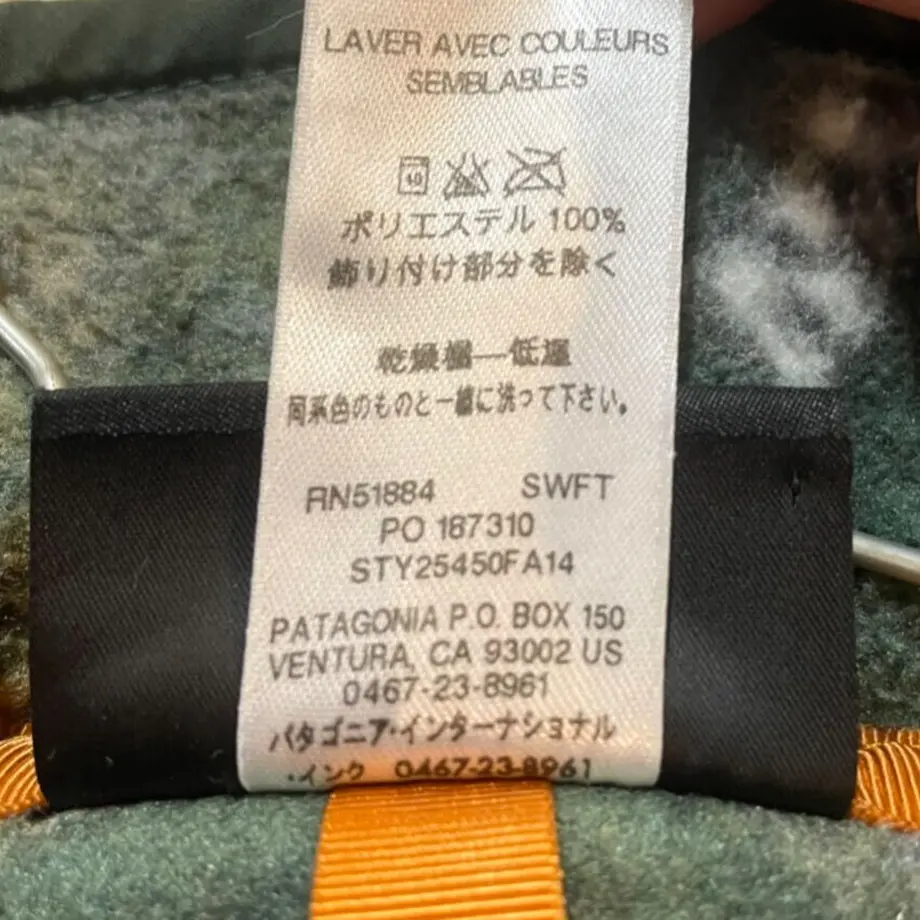 LAVER AVEC COULEURS
SEMBLABLES
40
ポリエステル 100%
飾り付け部分を除く
乾燥機—低温
同系色のものと一緒に洗って下さい。
RN51884 SWFT
PO 187310
STY25450FA14
PATAGONIA P.O. BOX 150
VENTURA, CA 93002 US
0467-23-8961
パタゴニア・インターナショナル
・インク 0467-23-8961